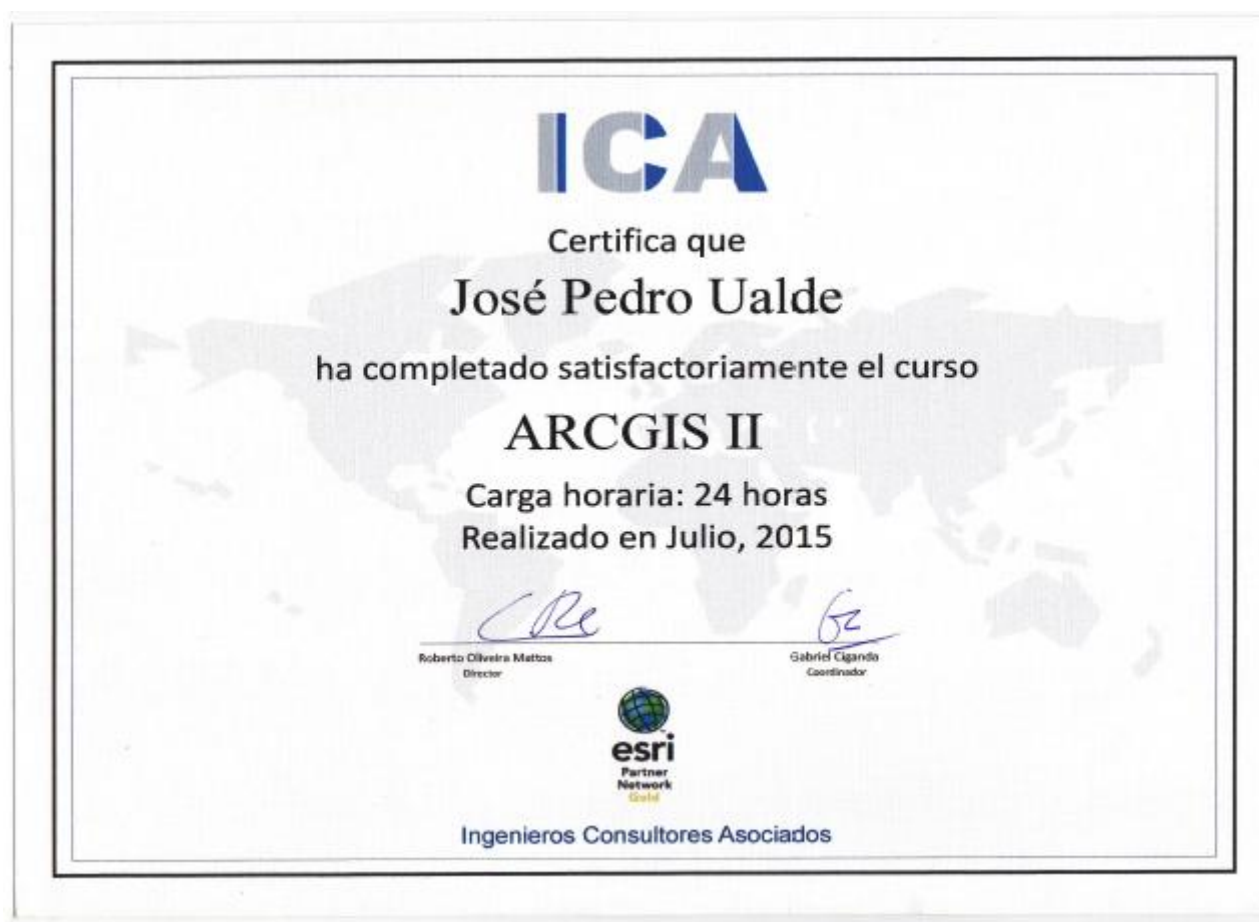 ICA
Certifica que
José Pedro Ualde
ha completado satisfactoriamente el curso
ARCGIS II
Carga horaria: 24 horas
Realizado en Julio, 2015
Roberto Oliveira Mattos
Director
Gabriel Ciganda
Coordinador
esri
Partner
Network
Gold
Ingenieros Consultores Asociados